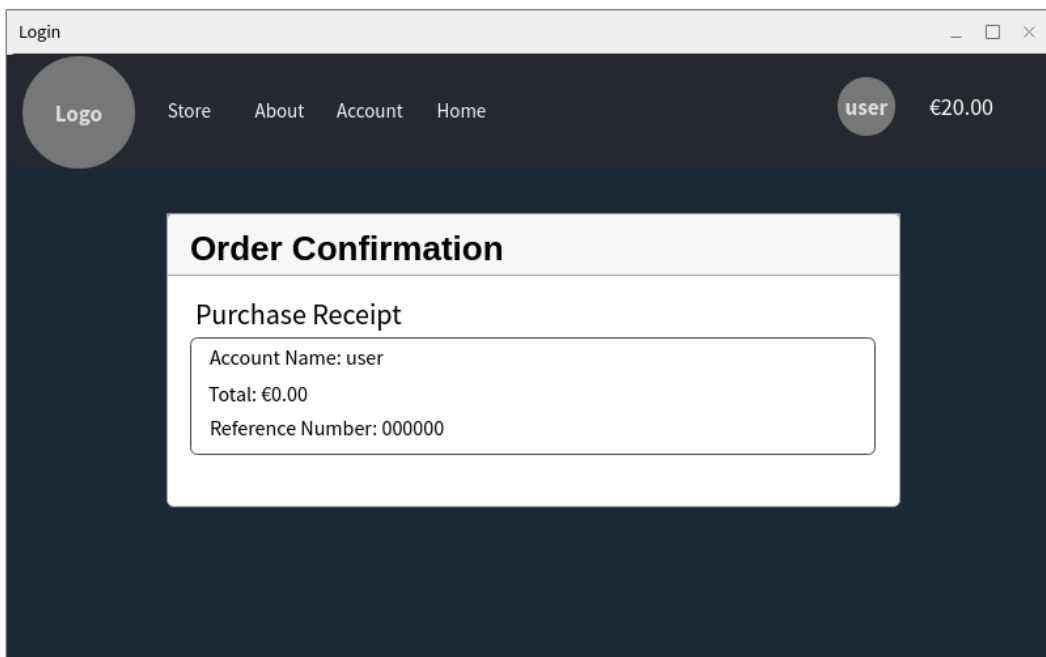 Login
Logo Store About Account Home user €20.00
Order Confirmation
Purchase Receipt
Account Name: user
Total: €0.00
Reference Number: 000000